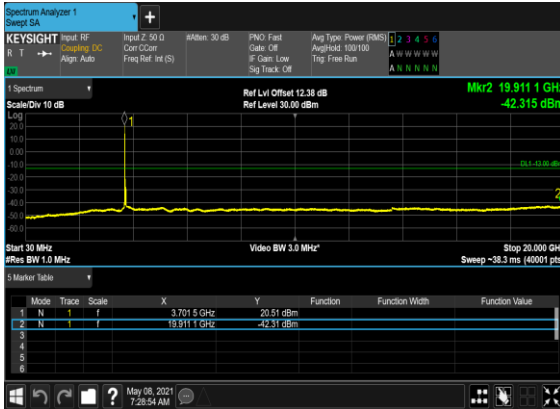 Spectrum Analyzer 1
Swept SA
+
KEYSIGHT
R T
LV
Input: RF
Coupling: DC
Align: Auto
Input Z: 50 Ω
Corr CCorr
Freq Ref: Int (S)
#Atten: 30 dB
PNO: Fast
Gate: Off
IF Gain: Low
Sig Track: Off
Avg Type: Power (RMS)
Avg|Hold: 100/100
Trig: Free Run
1 2 3 4 5 6
A W W W W W
A N N N N N
1 Spectrum
Scale/Div 10 dB
Ref Lvl Offset 12.38 dB
Ref Level 30.00 dBm
Mkr2 19.911 1 GHz
-42.315 dBm
Log
20.0
10.0
0.00
-10.0
-20.0
-30.0
-40.0
-50.0
-60.0
1
DL1 -13.00 dBm
2
Start 30 MHz
#Res BW 1.0 MHz
Video BW 3.0 MHz*
Stop 20.000 GH
Sweep ~38.3 ms (40001 pts
5 Marker Table
Mode Trace Scale X Y Function Function Width Function Value
1 N 1 f 3.701 5 GHz 20.51 dBm
2 N 1 f 19.911 1 GHz -42.31 dBm
3
4
5
6
?
May 08, 2021
7:28:54 AM